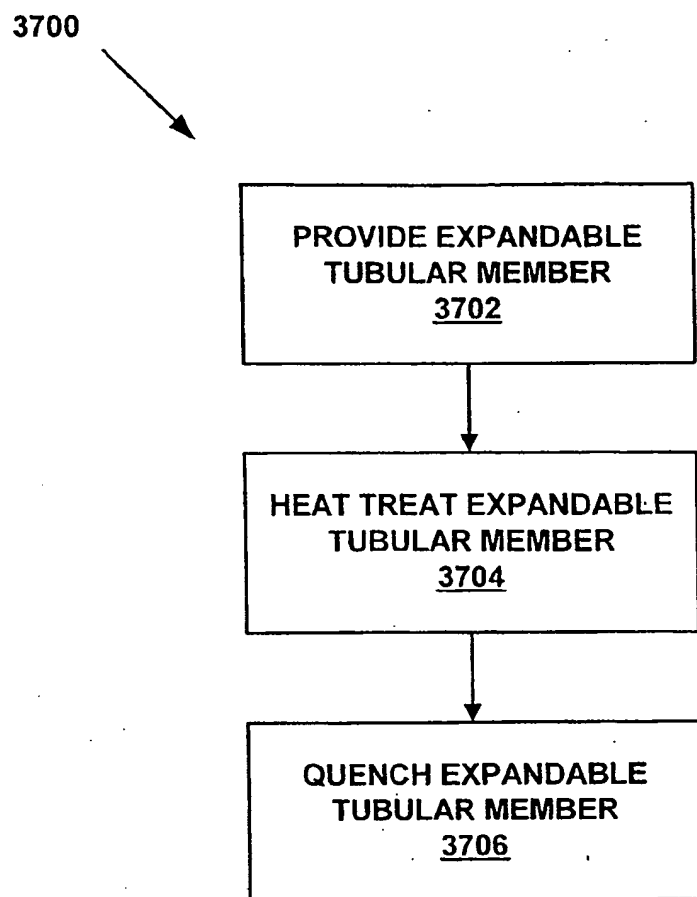 3700
PROVIDE EXPANDABLE
TUBULAR MEMBER
3702
HEAT TREAT EXPANDABLE
TUBULAR MEMBER
3704
QUENCH EXPANDABLE
TUBULAR MEMBER
3706